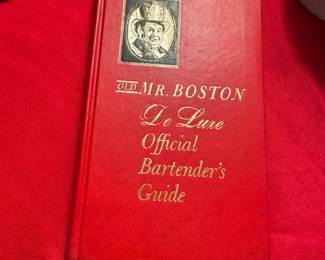 OLD MR. BOSTON
De Luxe
Official
Bartender's
Guide